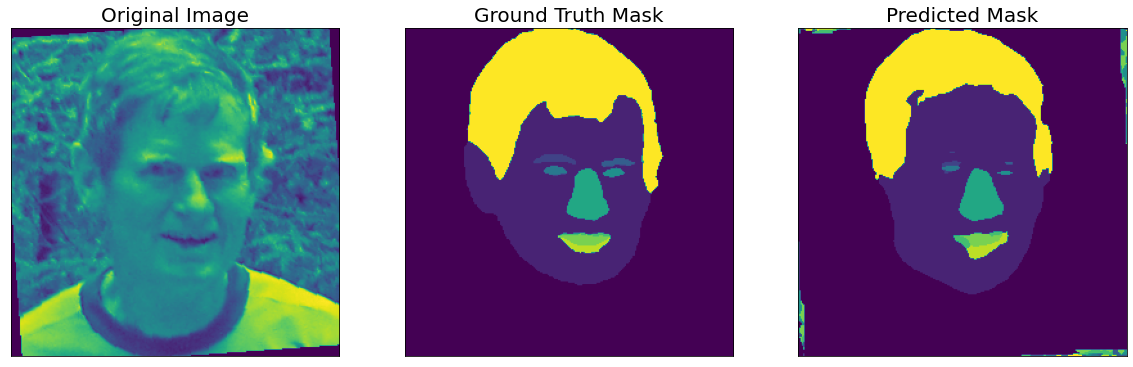 Original Image
Ground Truth Mask
Predicted Mask